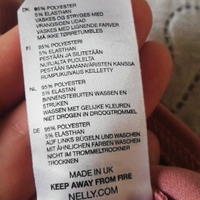 95% POLYESTER
5% ELASTHAN
VASKES OG STRYGES MED
VRANGSIDEN UDAD
VASKES MED LIGNENDE FARVER
MÅ IKKE TØRRETUMBLES
FI
95% POLYESTER
5% ELASTAANI
PESTÄÄN JA SILITETÄÄN
NURJALTA PUOLELTA
PESTÄÄN SAMANVÄRISTEN KANSSA
RUMPUKUIVAUS KIELLETTY
NL
95% POLYESTER
5% ELASTAN
BINNENSTEBUITEN WASSEN EN
STRIJKEN
WASSEN MET GELIJKE KLEUREN
NIET DROGEN IN DROOGTROMMEL
DE
95% POLYESTER
5% ELASTHAN
AUF LINKS BÜGELN UND WASCHEN
MIT ÄHNLICHEN FARBEN WASCHEN
NICHT IM TROMMELTROCKNER
TROCKNEN
MADE IN UK
KEEP AWAY FROM FIRE
NELLY.COM